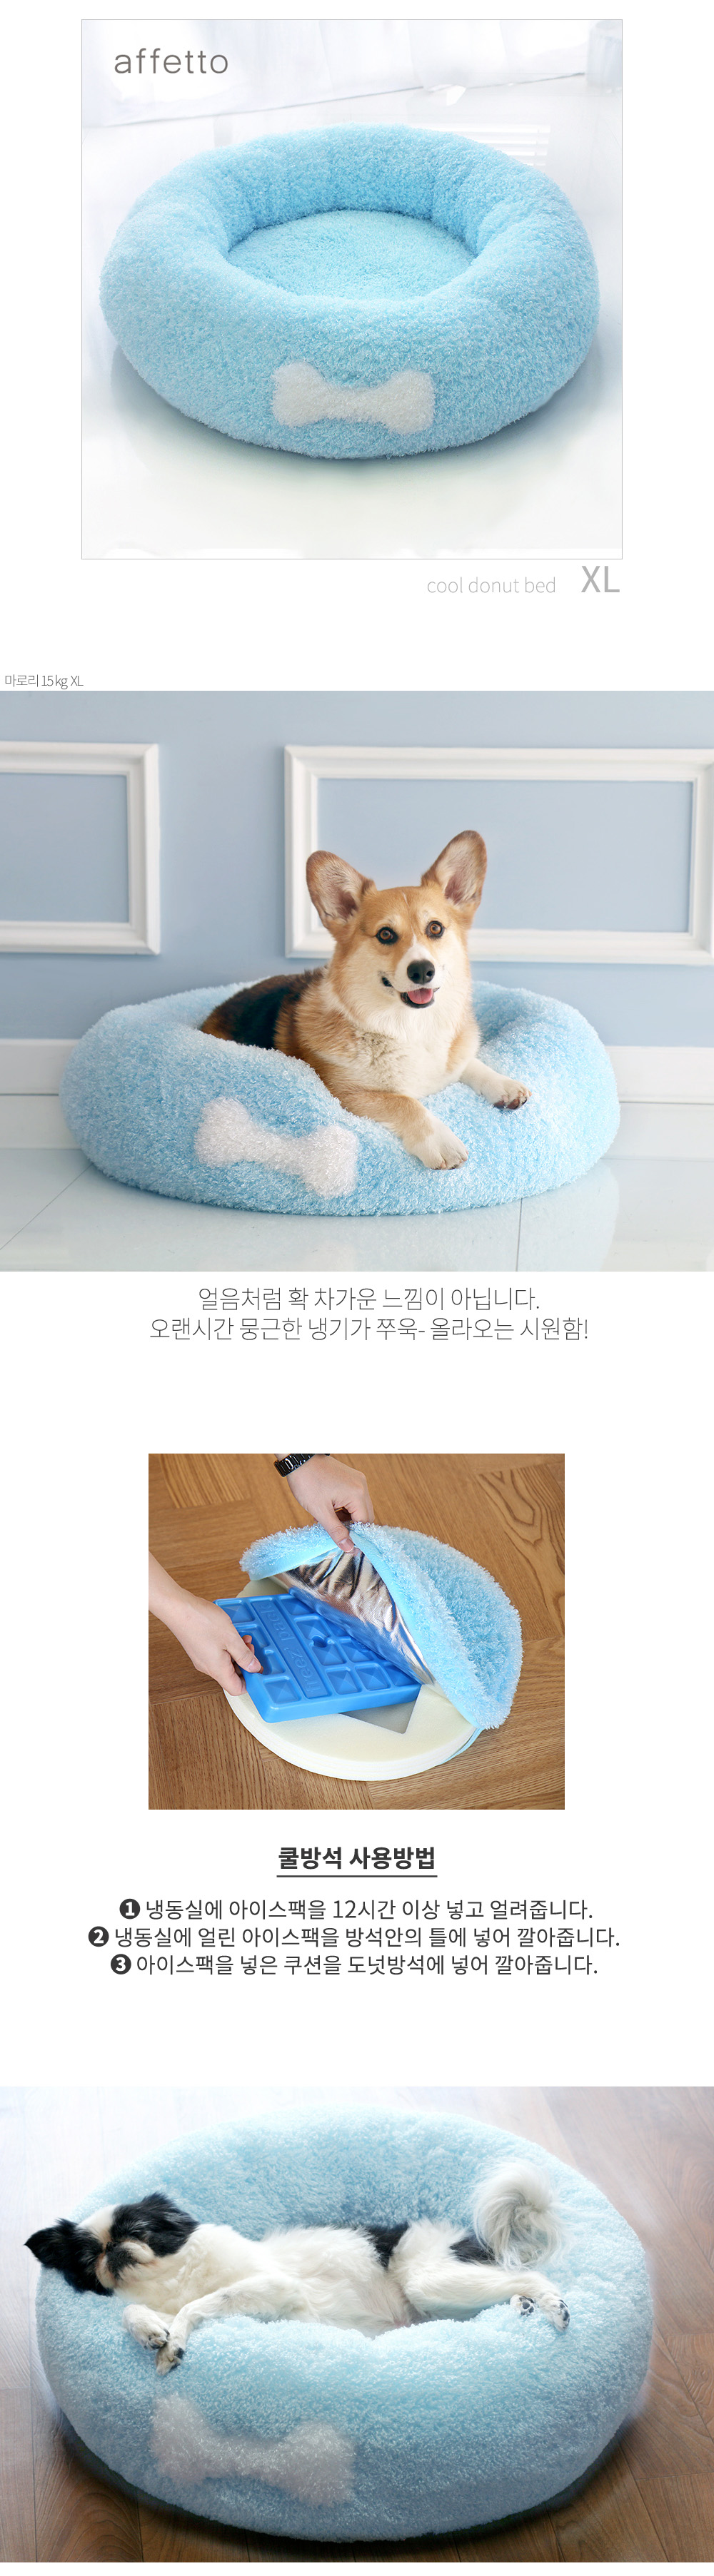 affetto
cool donut bed XL
마로리 15kg XL
얼음처럼 확 차가운 느낌이 아닙니다.
오랜시간 뭉근한 냉기가 쭈욱- 올라오는 시원함!
쿨방석 사용방법
❶ 냉동실에 아이스팩을 12시간 이상 넣고 얼려줍니다.
❷ 냉동실에 얼린 아이스팩을 방석안의 틀에 넣어 깔아줍니다.
❸ 아이스팩을 넣은 쿠션을 도넛방석에 넣어 깔아줍니다.